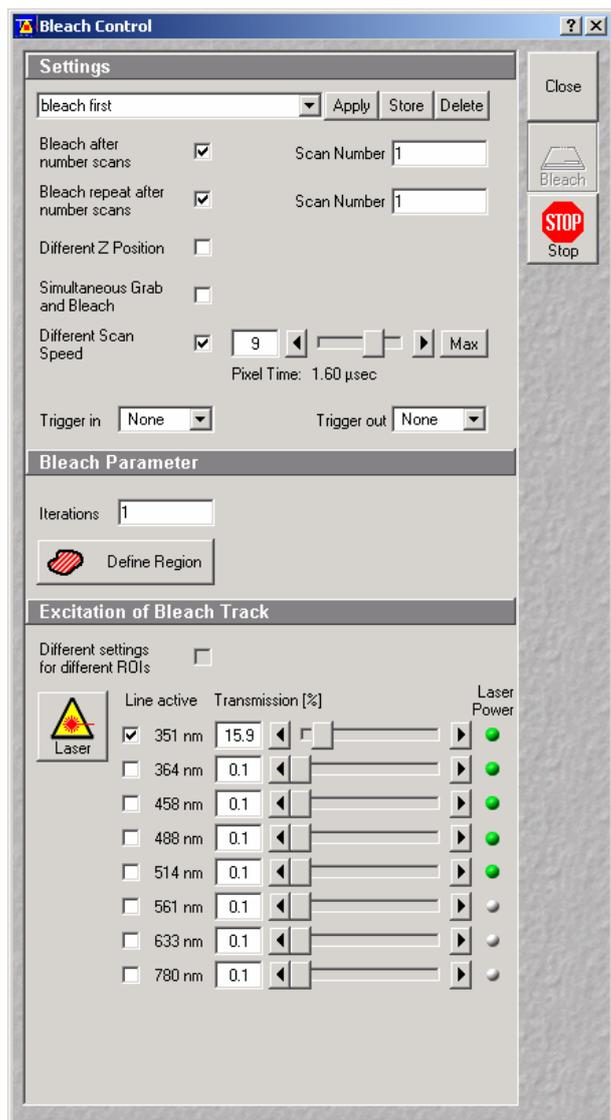 Bleach Control
Settings
Close
bleach first
Apply
Store
Delete
Bleach after
number scans
Scan Number 1
Bleach
Bleach repeat after
number scans
Scan Number 1
STOP
Stop
Different Z Position
Simultaneous Grab
and Bleach
Different Scan
Speed
9
Max
Pixel Time: 1.60 µsec
Trigger in None
Trigger out None
Bleach Parameter
Iterations 1
Define Region
Excitation of Bleach Track
Different settings
for different ROIs
Laser
Line active Transmission [%]
Laser
Power
351 nm 15.9
364 nm 0.1
458 nm 0.1
488 nm 0.1
514 nm 0.1
561 nm 0.1
633 nm 0.1
780 nm 0.1